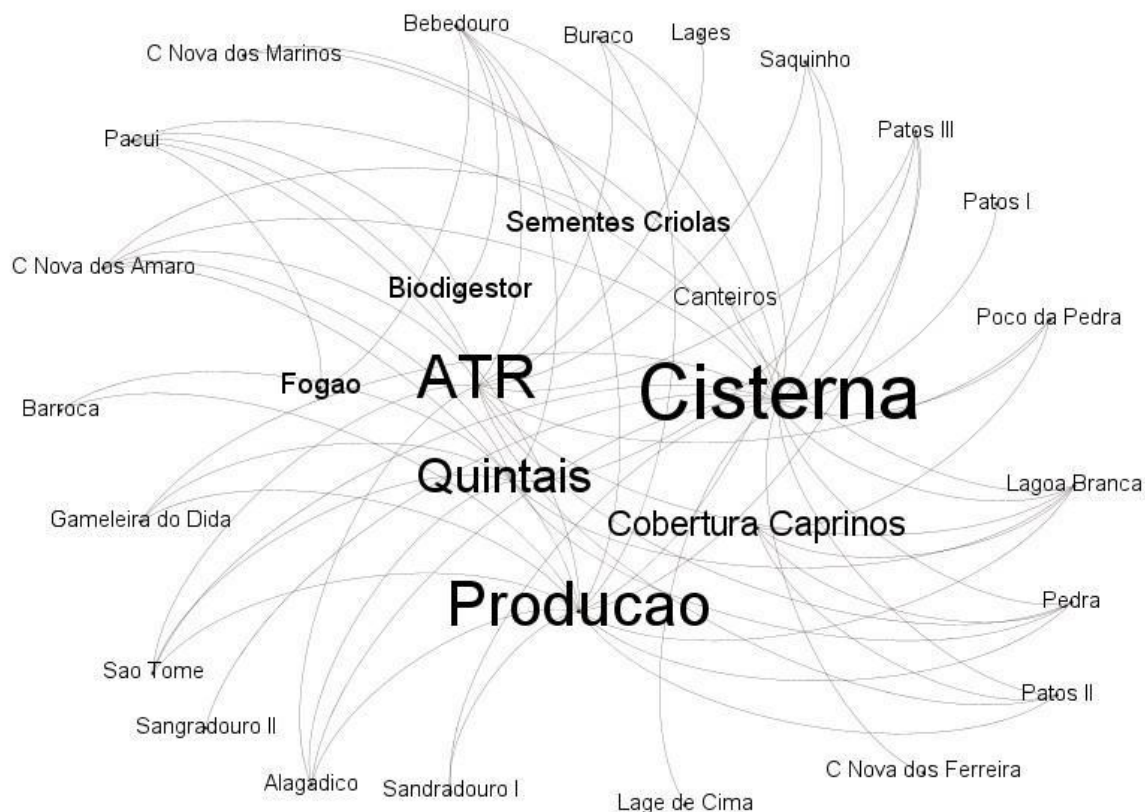 Bebedouro
Buraco
Lages
C Nova dos Marinos
Saquinho
Pacui
Patos III
Patos I
Sementes Criolas
C Nova dos Amaro
Biodigestor
Canteiros
Poco da Pedra
Fogao
ATR
Cisterna
Barroca
Quintais
Lagoa Branca
Gameleira do Dida
Cobertura Caprinos
Producao
Pedra
Sao Tome
Patos II
Sangradouro II
Alagadico
Sandradouro I
C Nova dos Ferreira
Lage de Cima